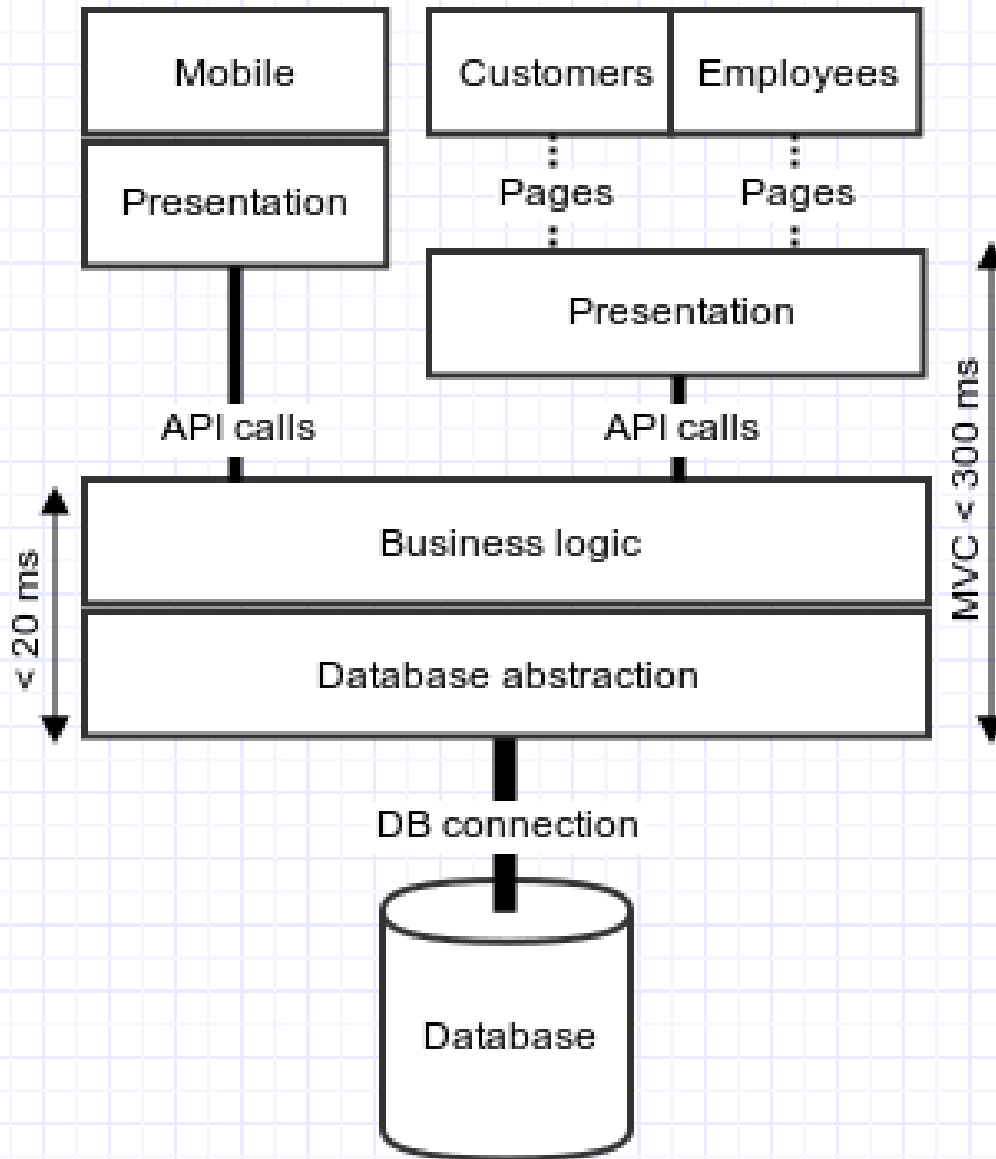 Mobile
Customers
Employees
Presentation
Pages
Pages
Presentation
API calls
API calls
Business logic
Database abstraction
< 20 ms
MVC < 300 ms
DB connection
Database